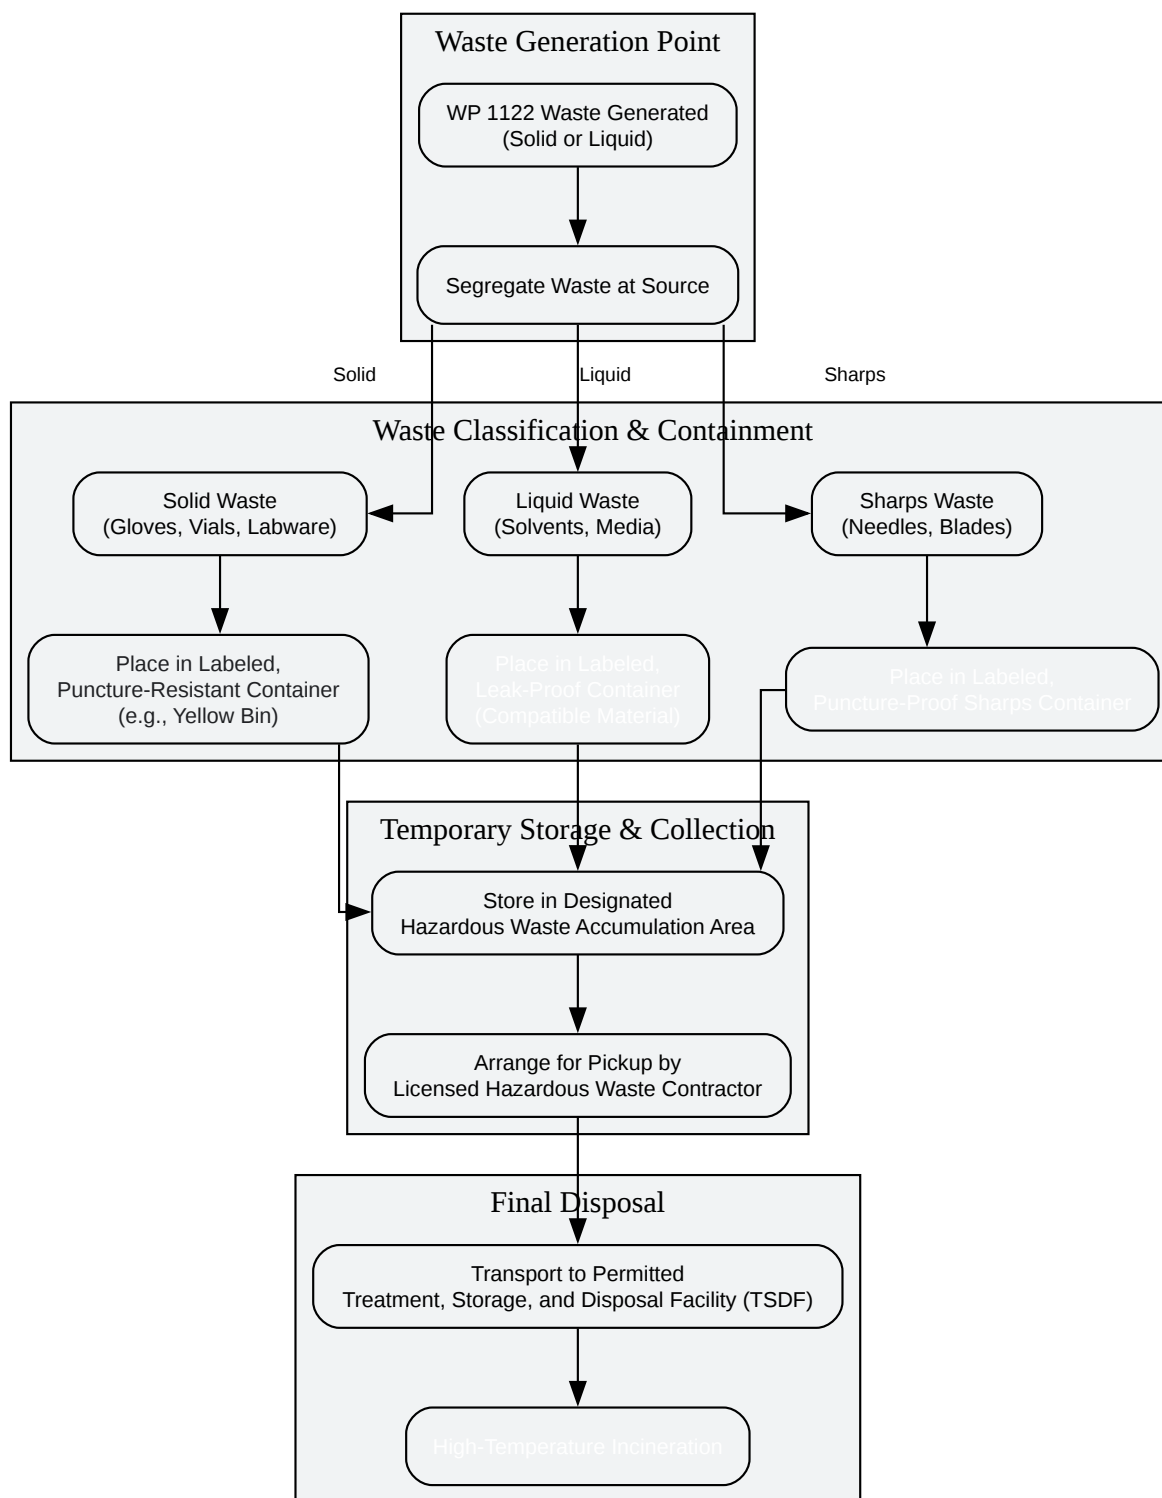 Waste Generation Point
WP 1122 Waste Generated
(Solid or Liquid)
Segregate Waste at Source
Solid
Liquid
Sharps
Waste Classification & Containment
Solid Waste
(Gloves, Vials, Labware)
Liquid Waste
(Solvents, Media)
Sharps Waste
(Needles, Blades)
Place in Labeled,
Puncture-Resistant Container
(e.g., Yellow Bin)
Place in Labeled,
Leak-Proof Container
(Compatible Material)
Place in Labeled,
Puncture-Proof Sharps Container
Temporary Storage & Collection
Store in Designated
Hazardous Waste Accumulation Area
Arrange for Pickup by
Licensed Hazardous Waste Contractor
Final Disposal
Transport to Permitted
Treatment, Storage, and Disposal Facility (TSDF)
High-Temperature Incineration